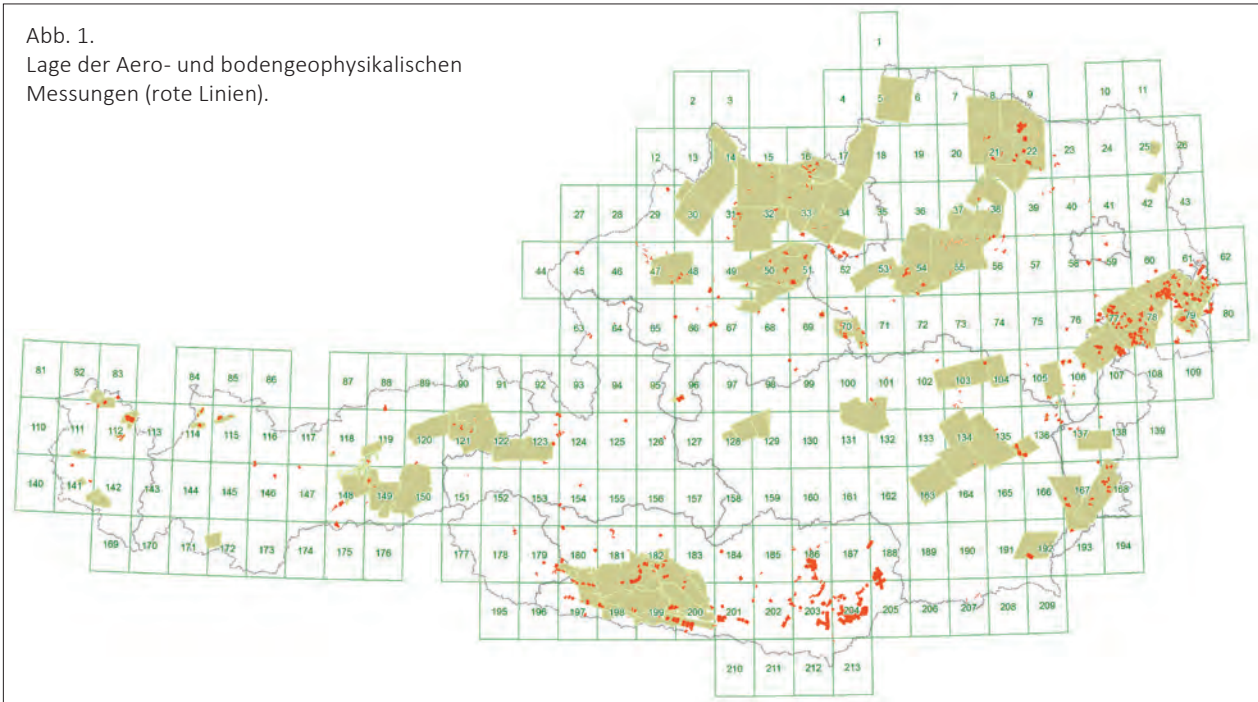 Abb. 1.
Lage der Aero- und bodengeophysikalischen
Messungen (rote Linien).
1
2 3 4 5 6 7 8 9 10 11
12 13 14 15 16 17 18 19 20 21 22 23 24 25 26
27 28 29 30 31 32 33 34 35 36 37 38 39 40 41 42 43
44 45 46 47 48 49 50 51 52 53 54 55 56 57 58 59 60 61 62
63 64 65 66 67 68 69 70 71 72 73 74 75 76 77 78 79 80
81 82 83 84 85 86 87 88 89 90 91 92 93 94 95 96 97 98 99 100 101 102 103 104 105 106 107 108 109
110 111 112 113 114 115 116 117 118 119 120 121 122 123 124 125 126 127 128 129 130 131 132 133 134 135 136 137 138 139
140 141 142 143 144 145 146 147 148 149 150 151 152 153 154 155 156 157 158 159 160 161 162 163 164 165 166 167 168
169 170 171 172 173 174 175 176 177 178 179 180 181 182 183 184 185 186 187 188 189 190 191 192 193 194
195 196 197 198 199 200 201 202 203 204 205 206 207 208 209
210 211 212 213